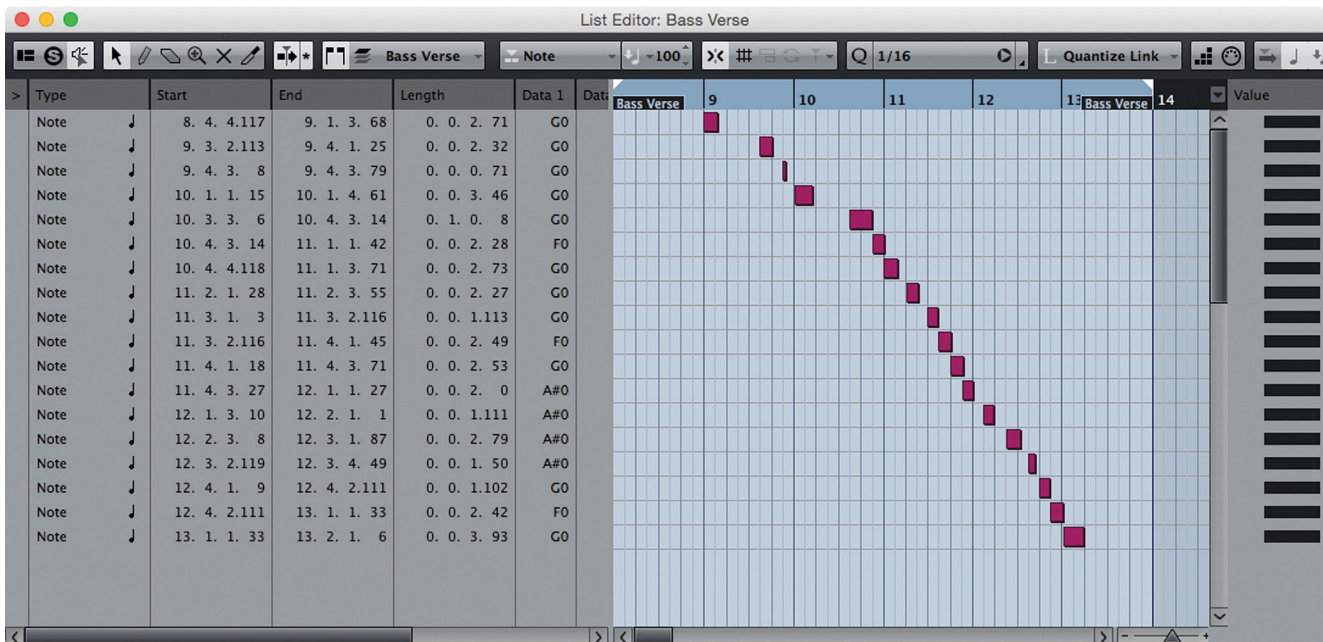 List Editor: Bass Verse
Bass Verse Note 100 Q 1/16 L Quantize Link
> Type Start End Length Data 1 Data Bass Verse 9 10 11 12 13 Bass Verse 14 Value
Note 8. 4. 4.117 9. 1. 3. 68 0. 0. 2. 71 G0
Note 9. 3. 2.113 9. 4. 1. 25 0. 0. 2. 32 G0
Note 9. 4. 3. 8 9. 4. 3. 79 0. 0. 0. 71 G0
Note 10. 1. 1. 15 10. 1. 4. 61 0. 0. 3. 46 G0
Note 10. 3. 3. 6 10. 4. 3. 14 0. 1. 0. 8 G0
Note 10. 4. 3. 14 11. 1. 1. 42 0. 0. 2. 28 F0
Note 10. 4. 4.118 11. 1. 3. 71 0. 0. 2. 73 G0
Note 11. 2. 1. 28 11. 2. 3. 55 0. 0. 2. 27 G0
Note 11. 3. 1. 3 11. 3. 2.116 0. 0. 1.113 G0
Note 11. 3. 2.116 11. 4. 1. 45 0. 0. 2. 49 F0
Note 11. 4. 1. 18 11. 4. 3. 71 0. 0. 2. 53 G0
Note 11. 4. 3. 27 12. 1. 1. 27 0. 0. 2. 0 A#0
Note 12. 1. 3. 10 12. 2. 1. 1 0. 0. 1.111 A#0
Note 12. 2. 3. 8 12. 3. 1. 87 0. 0. 2. 79 A#0
Note 12. 3. 2.119 12. 3. 4. 49 0. 0. 1. 50 A#0
Note 12. 4. 1. 9 12. 4. 2.111 0. 0. 1.102 G0
Note 12. 4. 2.111 13. 1. 1. 33 0. 0. 2. 42 F0
Note 13. 1. 1. 33 13. 2. 1. 6 0. 0. 3. 93 G0